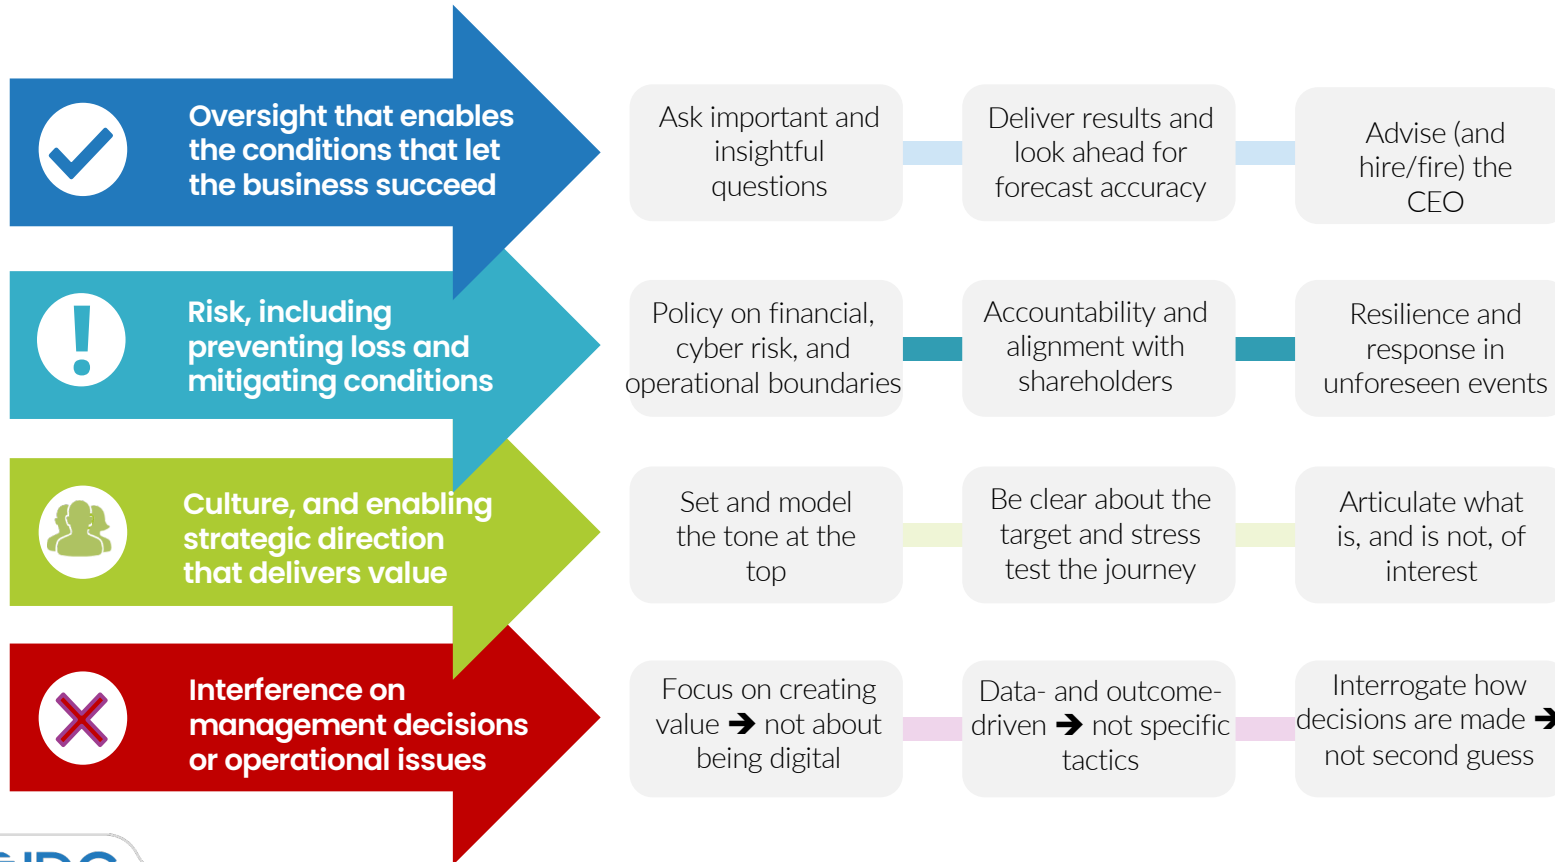 Oversight that enables
the conditions that let
the business succeed
Ask important and
insightful
questions
Deliver results and
look ahead for
forecast accuracy
Advise (and
hire/fire) the
CEO
Risk, including
preventing loss and
mitigating conditions
Policy on financial,
cyber risk, and
operational boundaries
Accountability and
alignment with
shareholders
Resilience and
response in
unforeseen events
Culture, and enabling
strategic direction
that delivers value
Set and model
the tone at the
top
Be clear about the
target and stress
test the journey
Articulate what
is, and is not, of
interest
Interference on
management decisions
or operational issues
Focus on creating
value ➔ not about
being digital
Data- and outcome-
driven ➔ not specific
tactics
Interrogate how
decisions are made ➔
not second guess
IDC